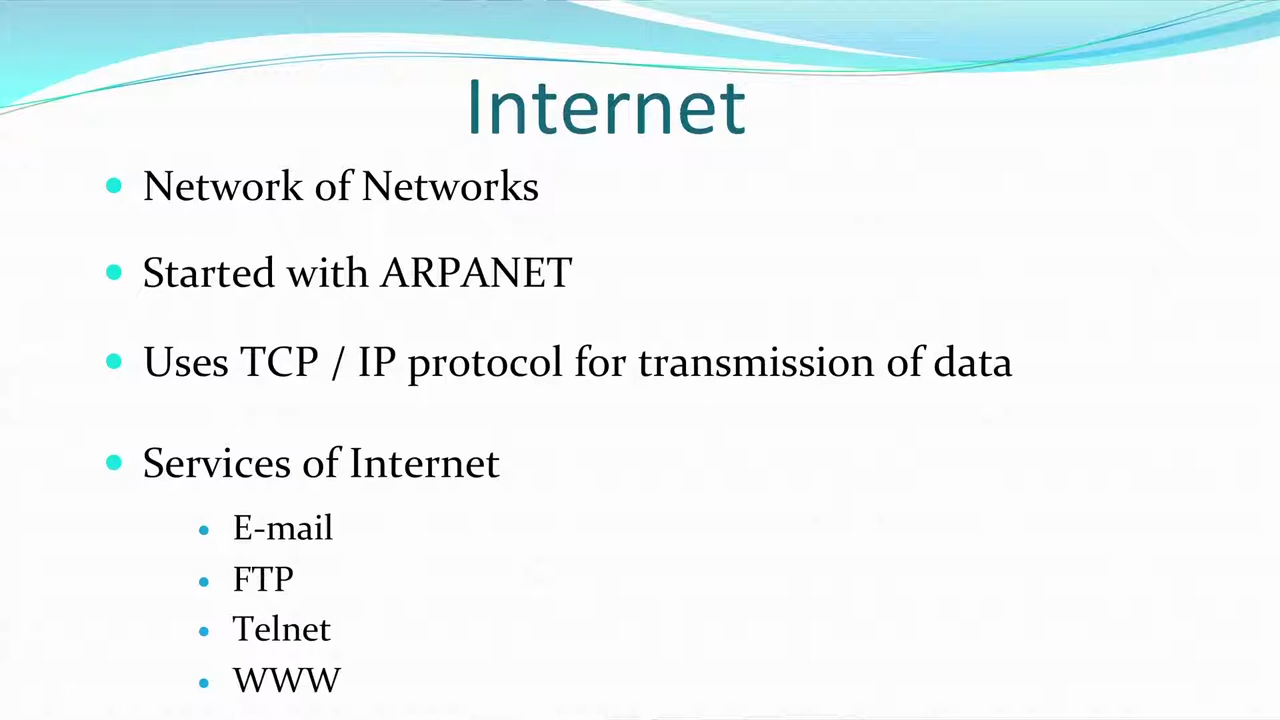 Internet
• Network of Networks
• Started with ARPANET
• Uses TCP / IP protocol for transmission of data
• Services of Internet
• E-mail
• FTP
• Telnet
• WWW